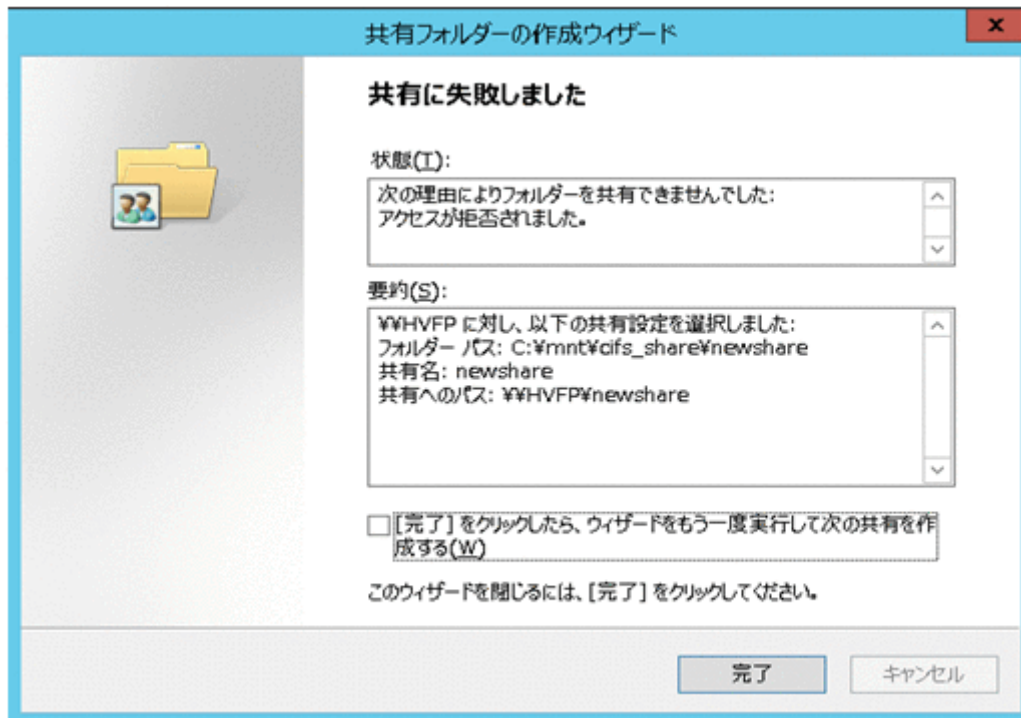 共有フォルダーの作成ウィザード
x
共有に失敗しました
状態(T):
次の理由によりフォルダーを共有できませんでした:
アクセスが拒否されました。
要約(S):
¥¥HVFP に対し、以下の共有設定を選択しました:
フォルダー パス: C:¥mnt¥cifs_share¥newshare
共有名: newshare
共有へのパス: ¥¥HVFP¥newshare
[完了] をクリックしたら、ウィザードをもう一度実行して次の共有を作
成する(W)
このウィザードを閉じるには、[完了] をクリックしてください。
完了
キャンセル